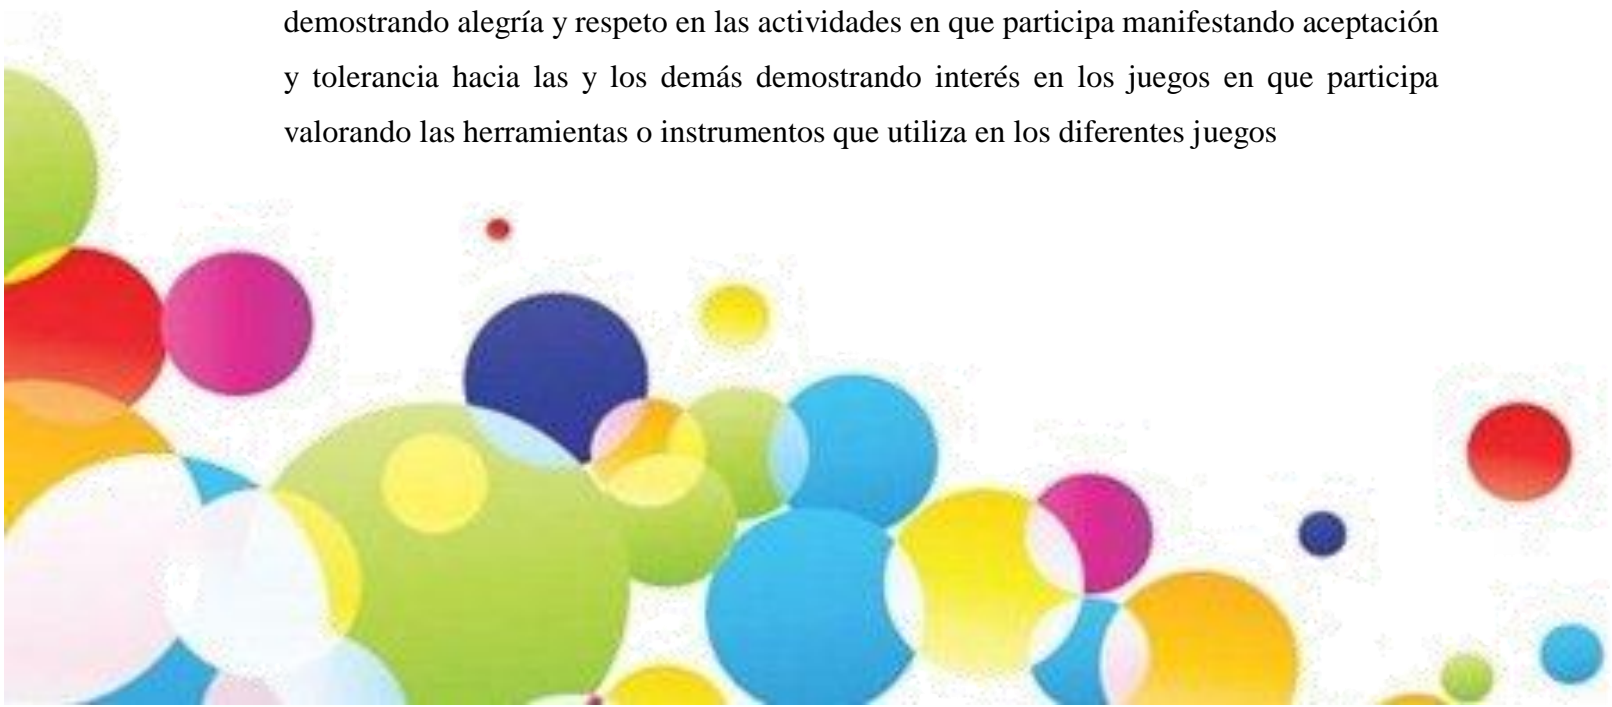 demostrando alegría y respeto en las actividades en que participa manifestando aceptación
y tolerancia hacia las y los demás demostrando interés en los juegos en que participa
valorando las herramientas o instrumentos que utiliza en los diferentes juegos